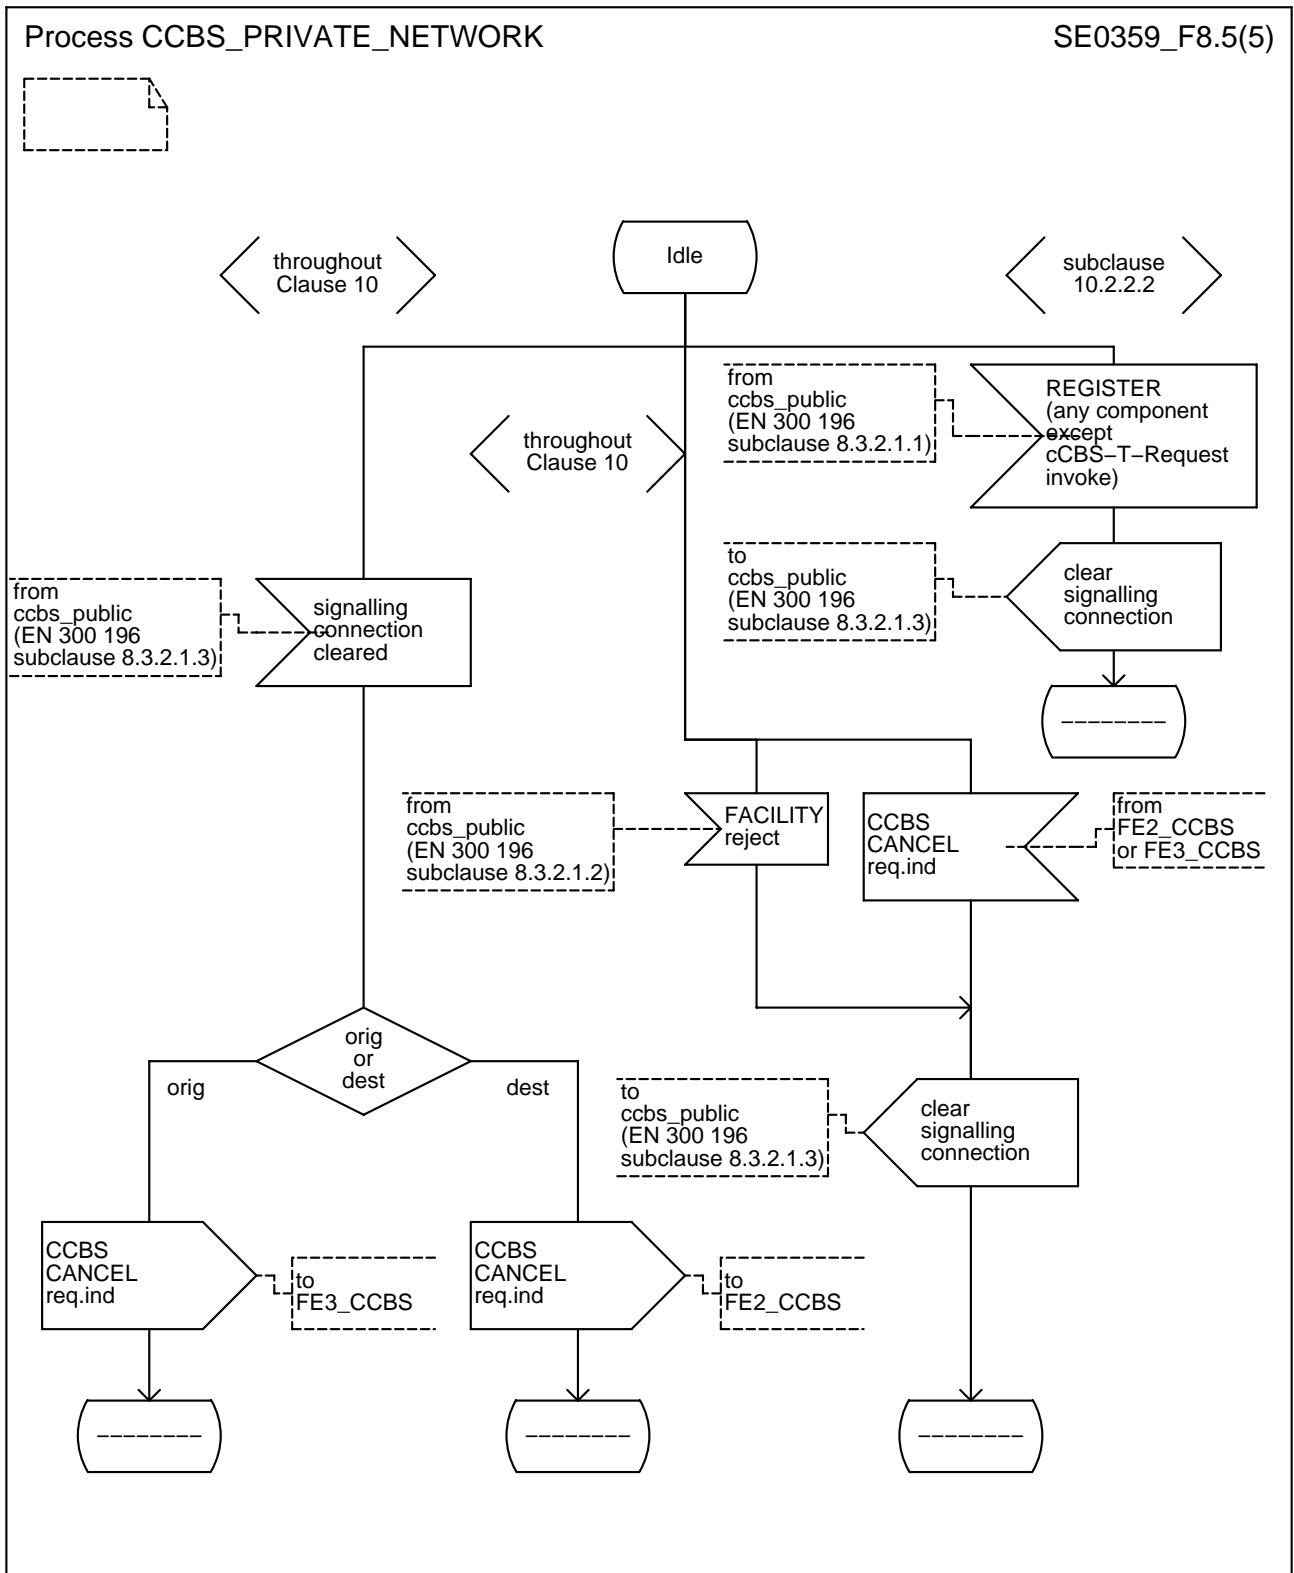 Process CCBS_PRIVATE_NETWORK
SE0359_F8.5(5)
throughout
Clause 10
Idle
subclause
10.2.2.2
from
ccbs_public
(EN 300 196
subclause 8.3.2.1.1)
REGISTER
(any component
except
cCBS−T−Request
invoke)
throughout
Clause 10
to
ccbs_public
(EN 300 196
subclause 8.3.2.1.3)
clear
signalling
connection
from
ccbs_public
(EN 300 196
subclause 8.3.2.1.3)
signalling
connection
cleared
−−−−−−−−
from
ccbs_public
(EN 300 196
subclause 8.3.2.1.2)
FACILITY
reject
CCBS
CANCEL
req.ind
from
FE2_CCBS
or FE3_CCBS
orig
or
dest
orig
dest
to
ccbs_public
(EN 300 196
subclause 8.3.2.1.3)
clear
signalling
connection
CCBS
CANCEL
req.ind
to
FE3_CCBS
CCBS
CANCEL
req.ind
to
FE2_CCBS
−−−−−−−−
−−−−−−−−
−−−−−−−−